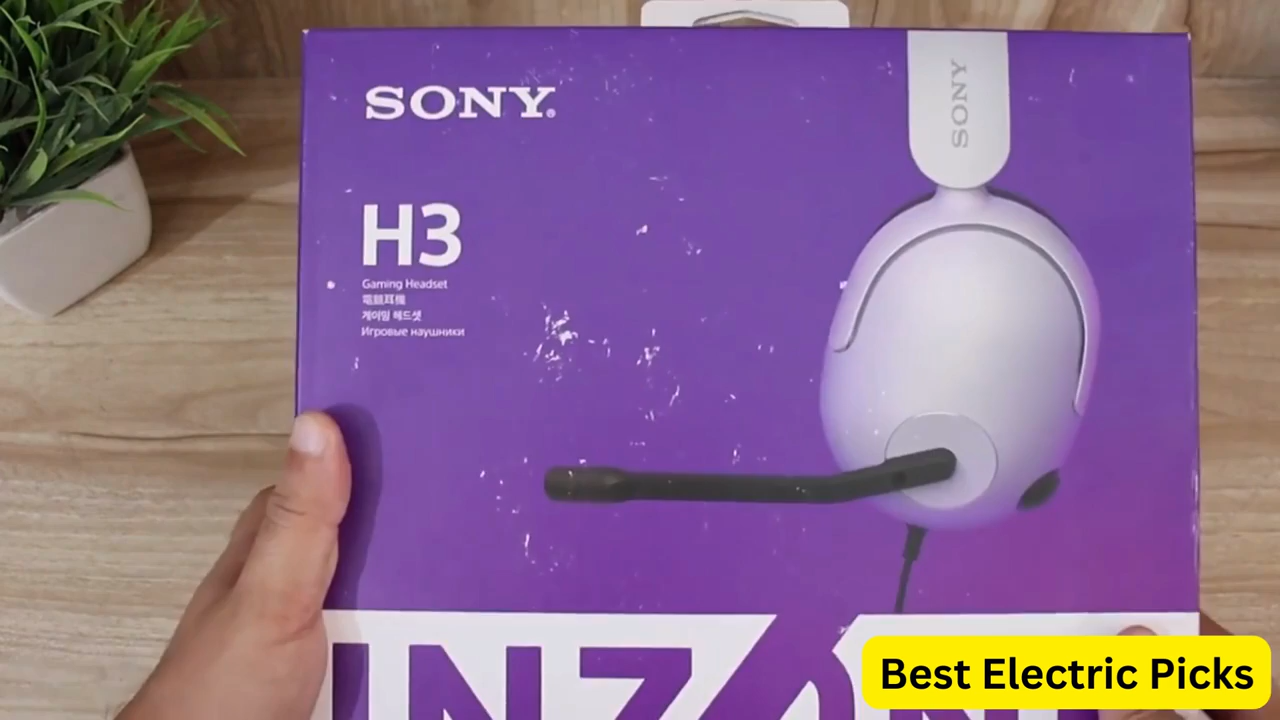 SONY
SONY
H3
Gaming Headset
電競耳機
게이밍 헤드셋
Игровые наушники
INZONE
Best Electric Picks